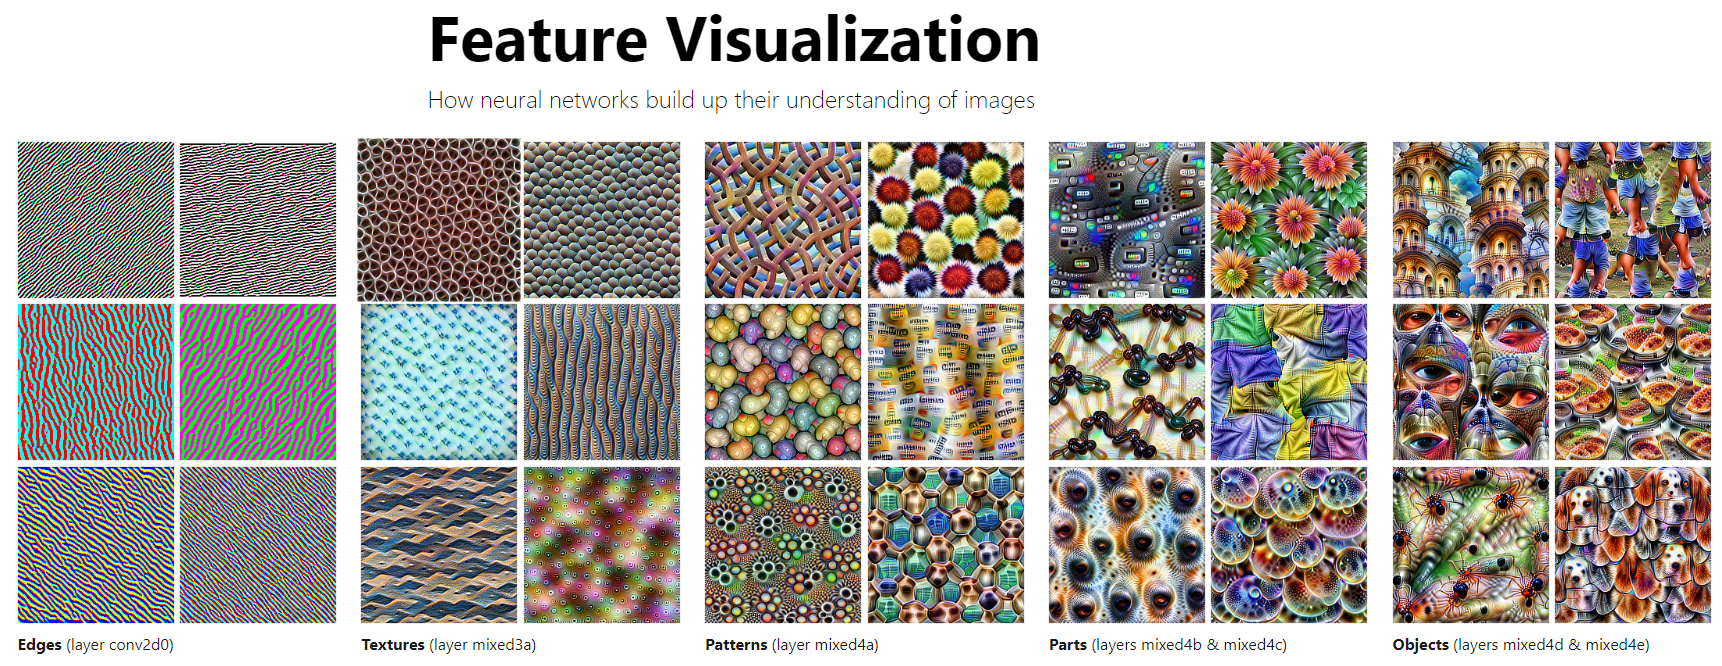 Feature Visualization
How neural networks build up their understanding of images
Edges (layer conv2d0)
Textures (layer mixed3a)
Patterns (layer mixed4a)
Parts (layers mixed4b & mixed4c)
Objects (layers mixed4d & mixed4e)